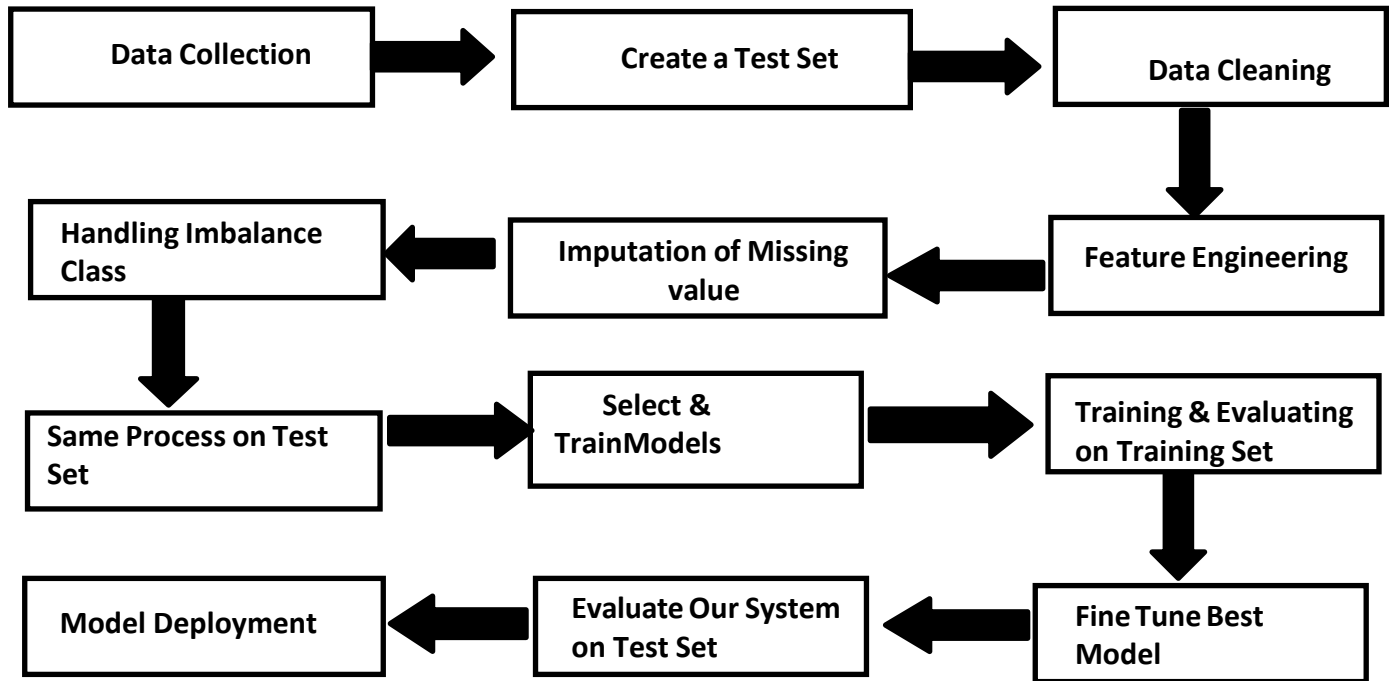 Data Collection
Create a Test Set
Data Cleaning
Feature Engineering
Imputation of Missing
value
Handling Imbalance
Class
Same Process on Test
Set
Select &
TrainModels
Training & Evaluating
on Training Set
Fine Tune Best
Model
Evaluate Our System
on Test Set
Model Deployment